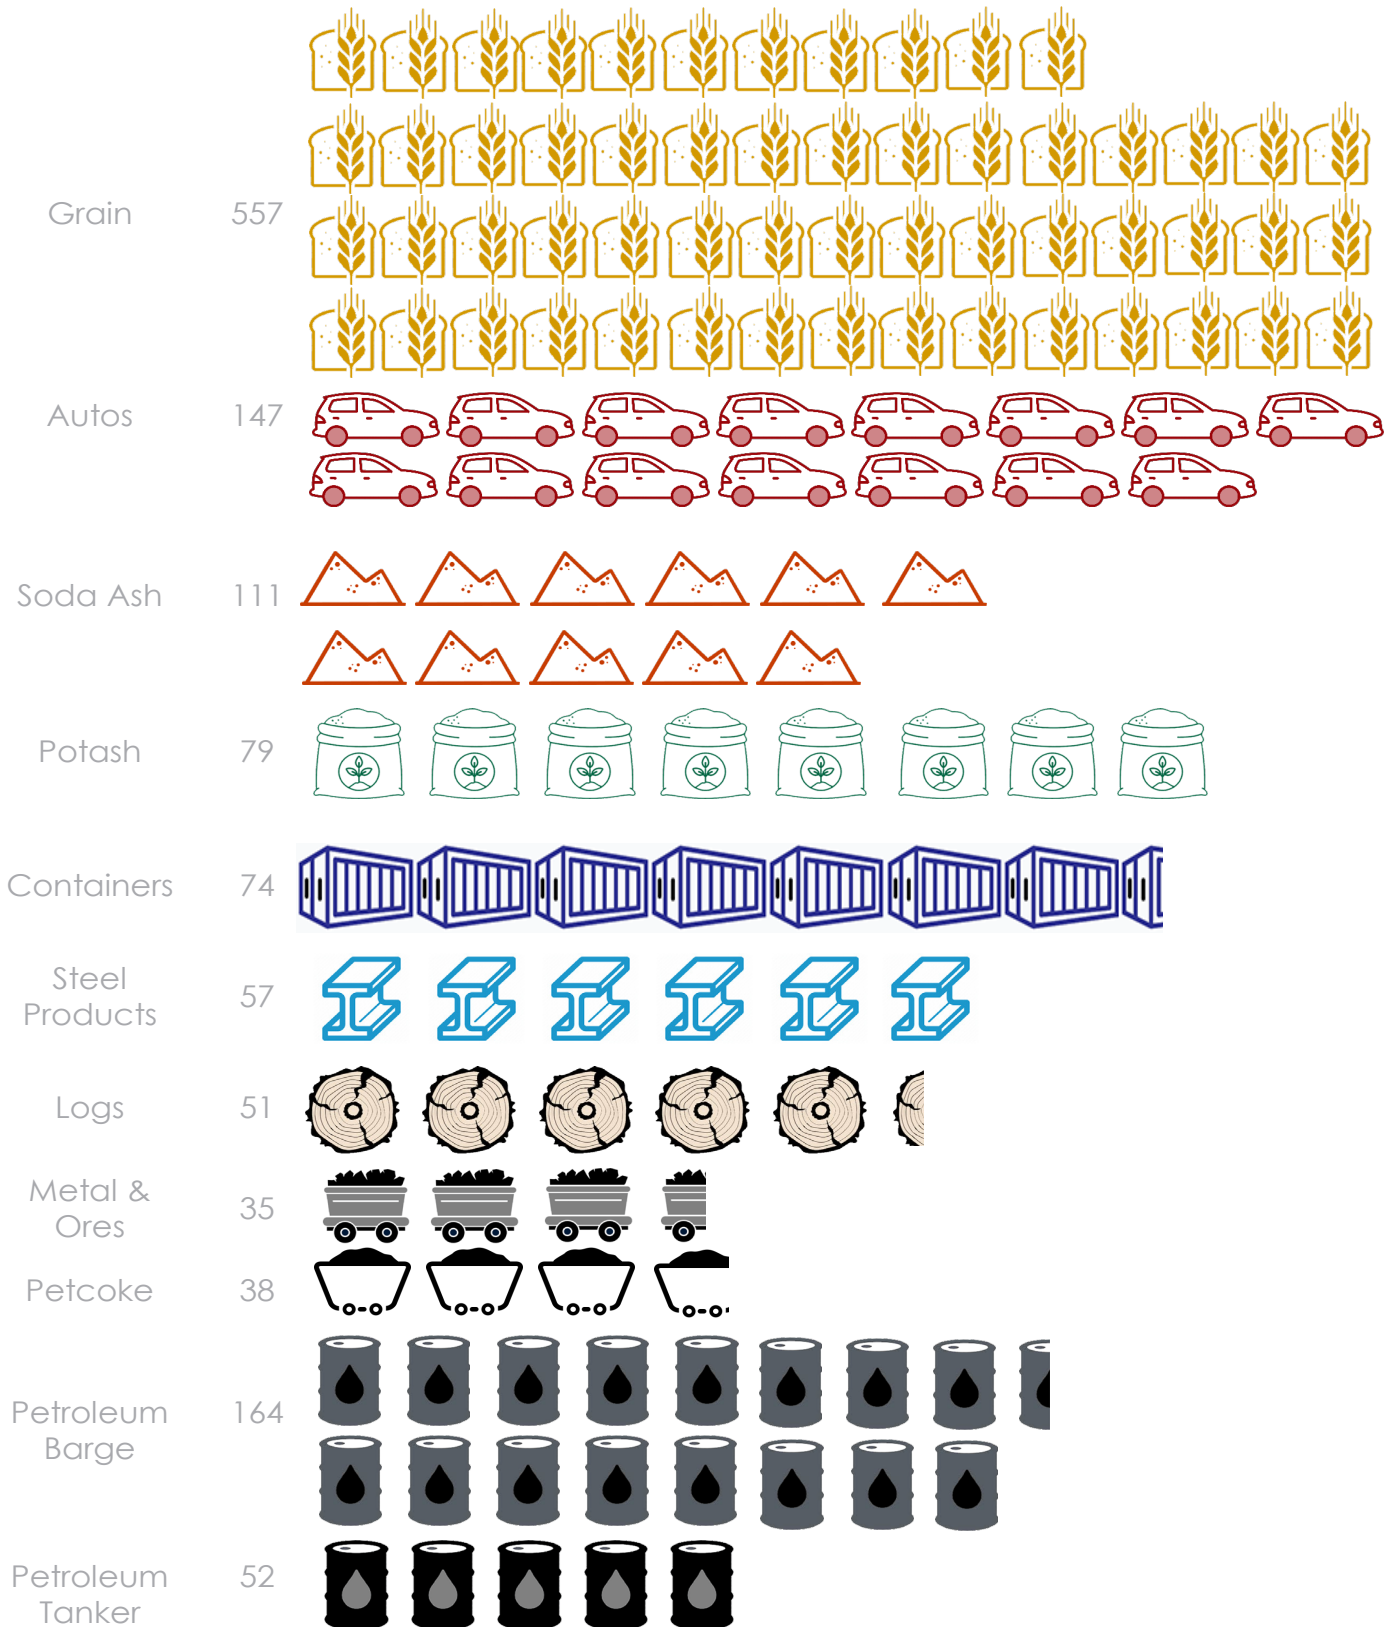 Grain 557
Autos 147
Soda Ash 111
Potash 79
Containers 74
Steel
Products 57
Logs 51
Metal &
Ores 35
Petcoke 38
Petroleum
Barge 164
Petroleum
Tanker 52